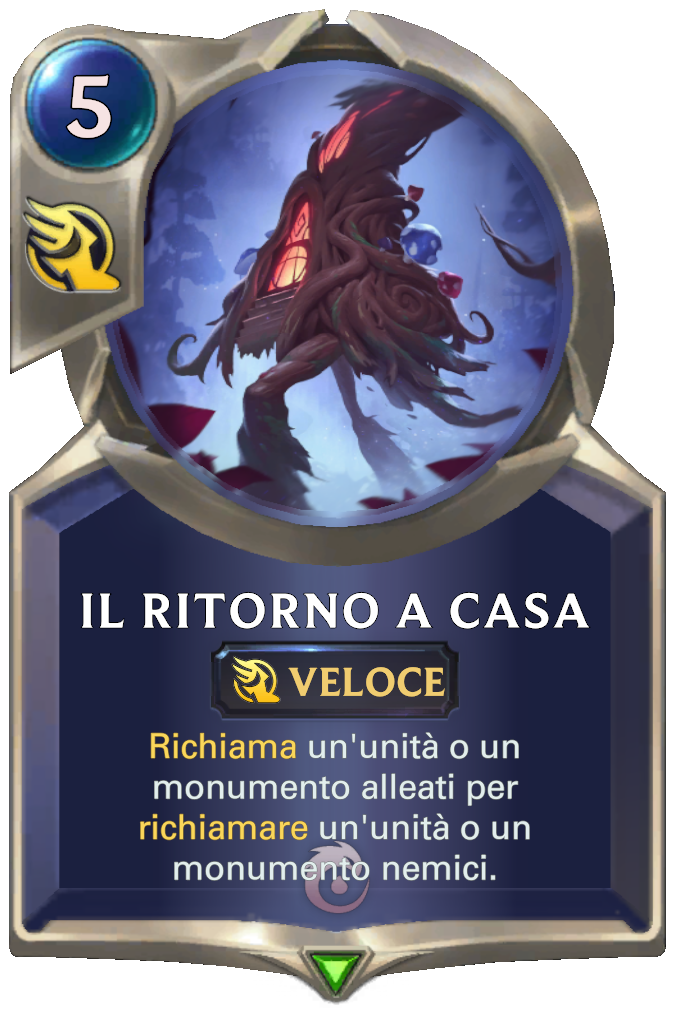 5
IL RITORNO A CASA
VELOCE
Richiama un'unità o un
monumento alleati per
richiamare un'unità o un
monumento nemici.